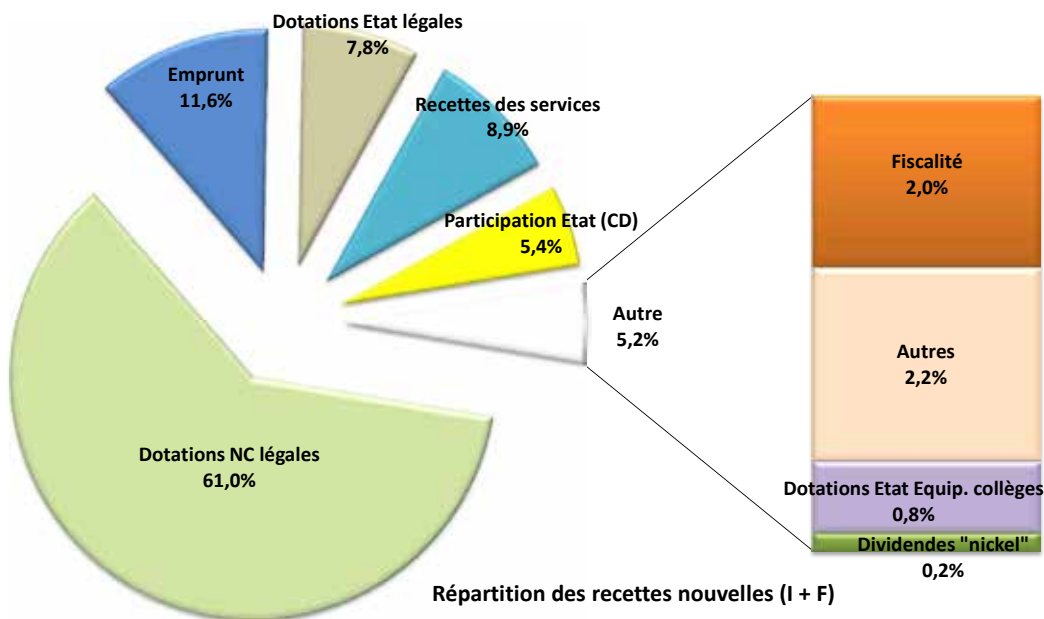 Dotations Etat légales
7,8%
Emprunt
11,6%
Recettes des services
8,9%
Participation Etat (CD)
5,4%
Autre
5,2%
Dotations NC légales
61,0%
Fiscalité
2,0%
Autres
2,2%
Dotations Etat Equip. collèges
0,8%
Dividendes "nickel"
0,2%
Répartition des recettes nouvelles (I + F)